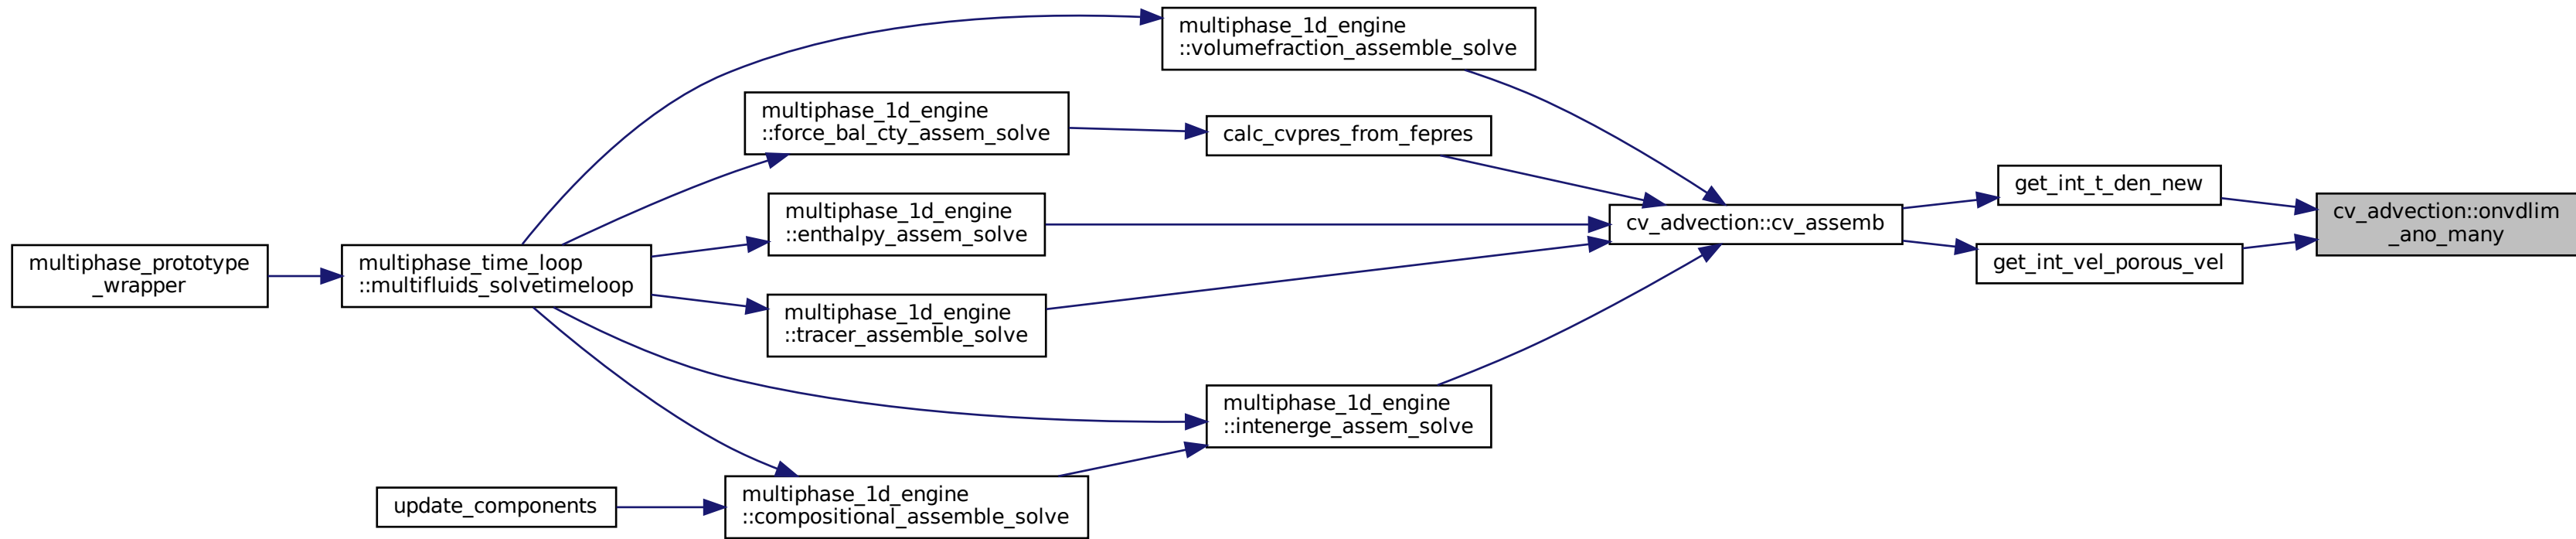 multiphase_1d_engine
::volumefraction_assemble_solve
multiphase_1d_engine
::force_bal_cty_assem_solve
calc_cvpres_from_fepres
get_int_t_den_new
multiphase_1d_engine
::enthalpy_assem_solve
cv_advection::cv_assemb
cv_advection::onvdlim
_ano_many
multiphase_prototype
_wrapper
multiphase_time_loop
::multifluids_solvetimeloop
get_int_vel_porous_vel
multiphase_1d_engine
::tracer_assemble_solve
multiphase_1d_engine
::intenerge_assem_solve
update_components
multiphase_1d_engine
::compositional_assemble_solve